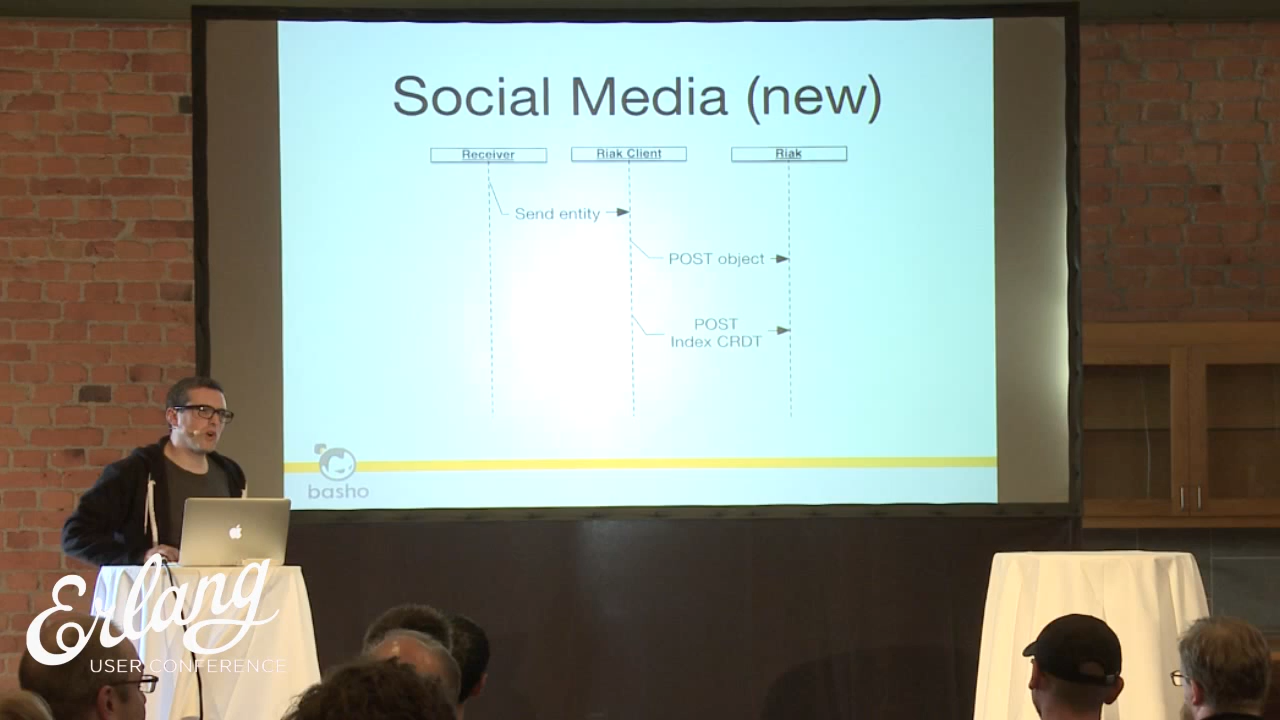 Social Media (new)
Receiver
Riak Client
Riak
Send entity
POST object
POST
Index CRDT
basho
Erlang
USER CONFERENCE